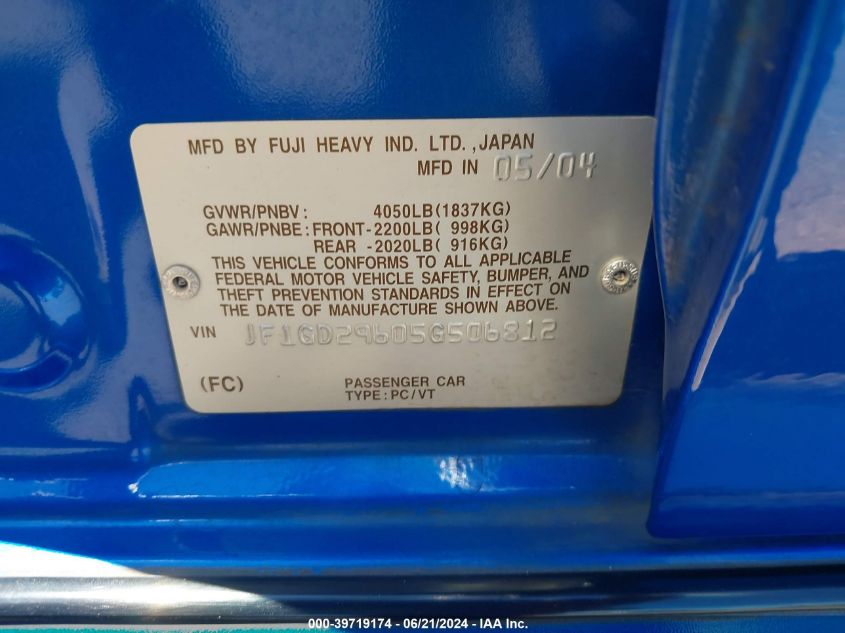 MFD BY FUJI HEAVY IND. LTD. ,JAPAN
MFD IN 05/04
GVWR/PNBV : 4050LB(1837KG)
GAWR/PNBE : FRONT-2200LB( 998KG)
REAR -2020LB( 916KG)
THIS VEHICLE CONFORMS TO ALL APPLICABLE
FEDERAL MOTOR VEHICLE SAFETY, BUMPER, AND
THEFT PREVENTION STANDARDS IN EFFECT ON
THE DATE OF MANUFACTURE SHOWN ABOVE.
VIN JF1GD29605G506812
(FC) PASSENGER CAR
TYPE : PC/VT
000-39719174 - 06/21/2024 - © IAA Inc.